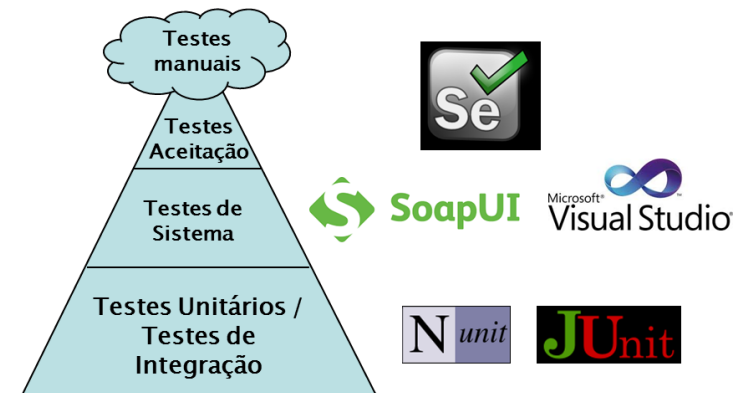 Testes
manuais
Testes
Aceitação
Se
Testes de
Sistema
SoapUI
Microsoft®
Visual Studio®
Testes Unitários /
Testes de
Integração
N unit
JUnit